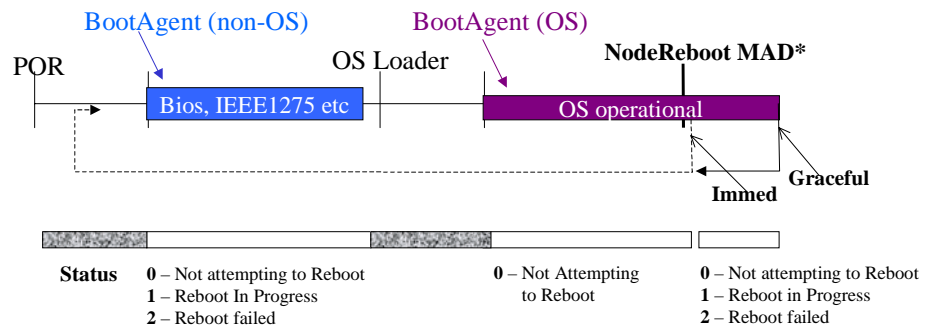 BootAgent (non-OS)
BootAgent (OS)
NodeReboot MAD*
POR
OS Loader
Bios, IEEE1275 etc
OS operational
Immed
Graceful
Status
0 – Not attempting to Reboot
1 – Reboot In Progress
2 – Reboot failed
0 – Not Attempting
to Reboot
0 – Not attempting to Reboot
1 – Reboot in Progress
2 – Reboot failed